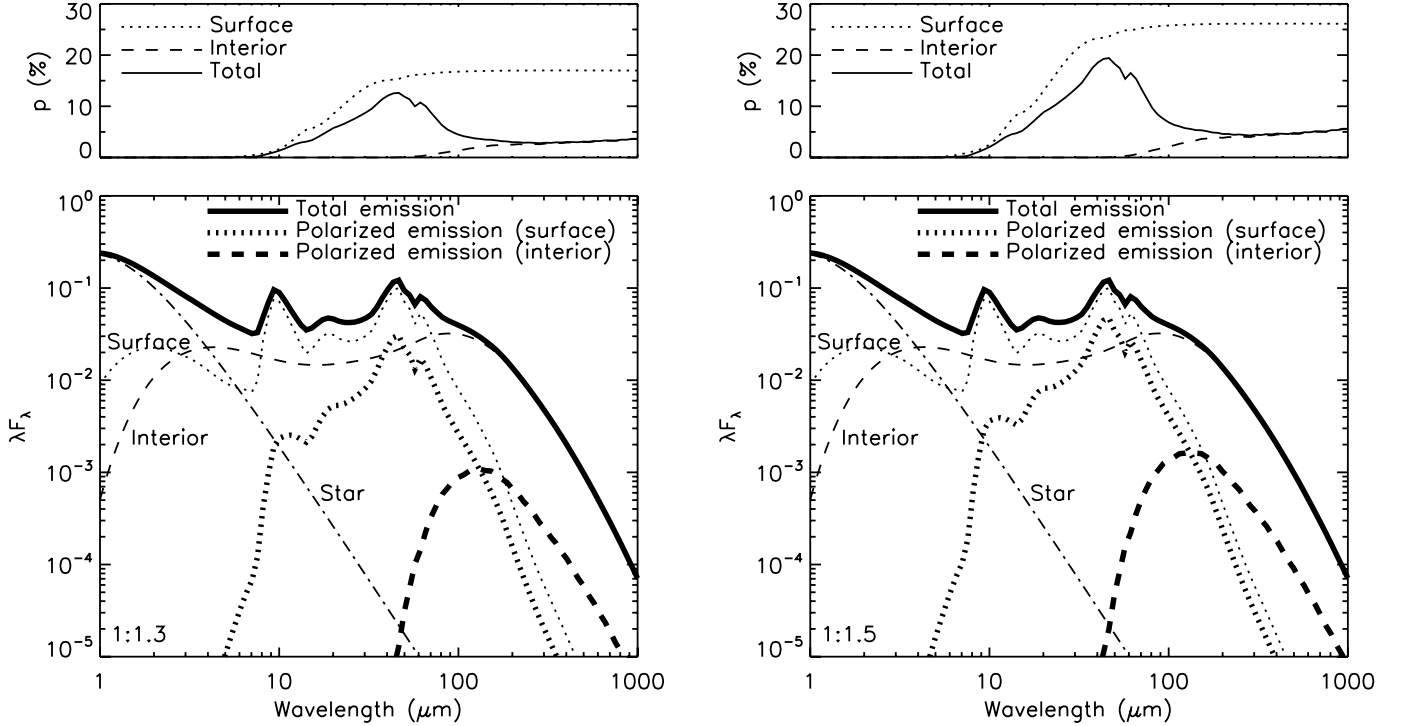 30
20
10
0
p (%)
Surface
Interior
Total
10⁰
10⁻¹
10⁻²
10⁻³
10⁻⁴
10⁻⁵
λF_λ
Total emission
Polarized emission (surface)
Polarized emission (interior)
Surface
Interior
Star
1:1.3
1 10 100 1000
Wavelength (μm)
30
20
10
0
p (%)
Surface
Interior
Total
10⁰
10⁻¹
10⁻²
10⁻³
10⁻⁴
10⁻⁵
λF_λ
Total emission
Polarized emission (surface)
Polarized emission (interior)
Surface
Interior
Star
1:1.5
1 10 100 1000
Wavelength (μm)